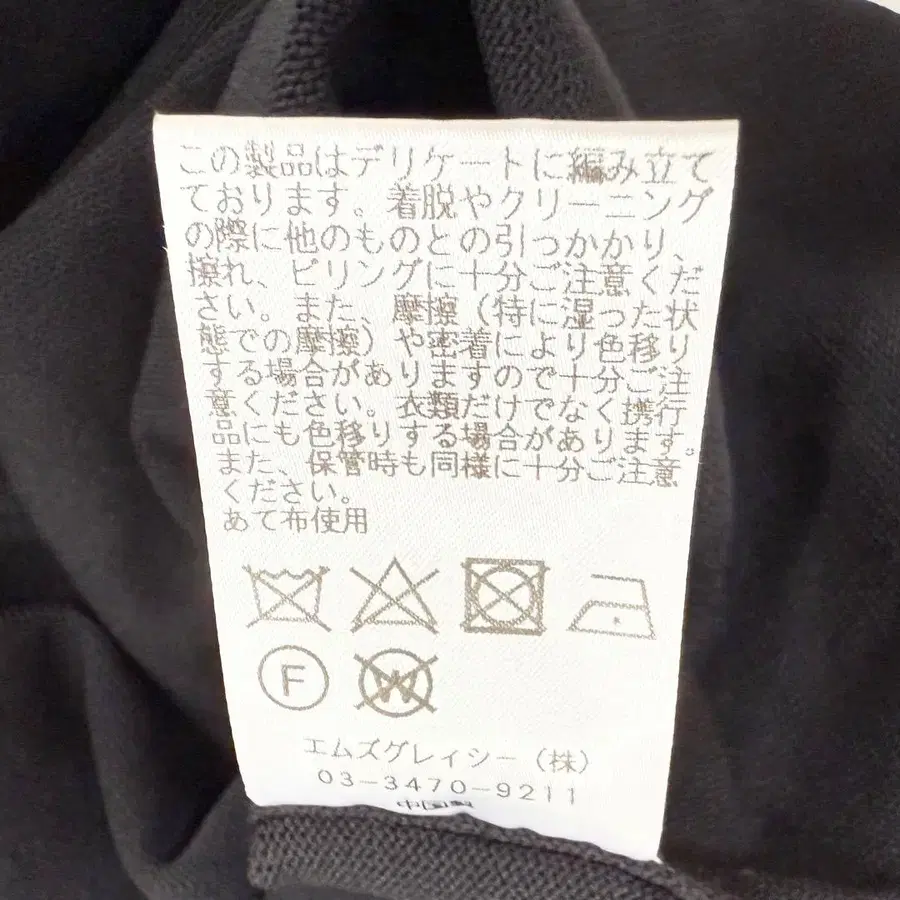 この製品はデリケートに編み立て
ております。着脱やクリーニング
の際に他のものとの引っかかり、
擦れ、ピリングに十分ご注意くだ
さい。また、摩擦（特に湿った状
態での摩擦）や密着により色移り
する場合がありますので十分ご注
意ください。衣類だけでなく携行
品にも色移りする場合があります。
また、保管時も同様に十分ご注意
ください。
あて布使用
F W
エムズグレイシー（株）
03-3470-9211
中国製